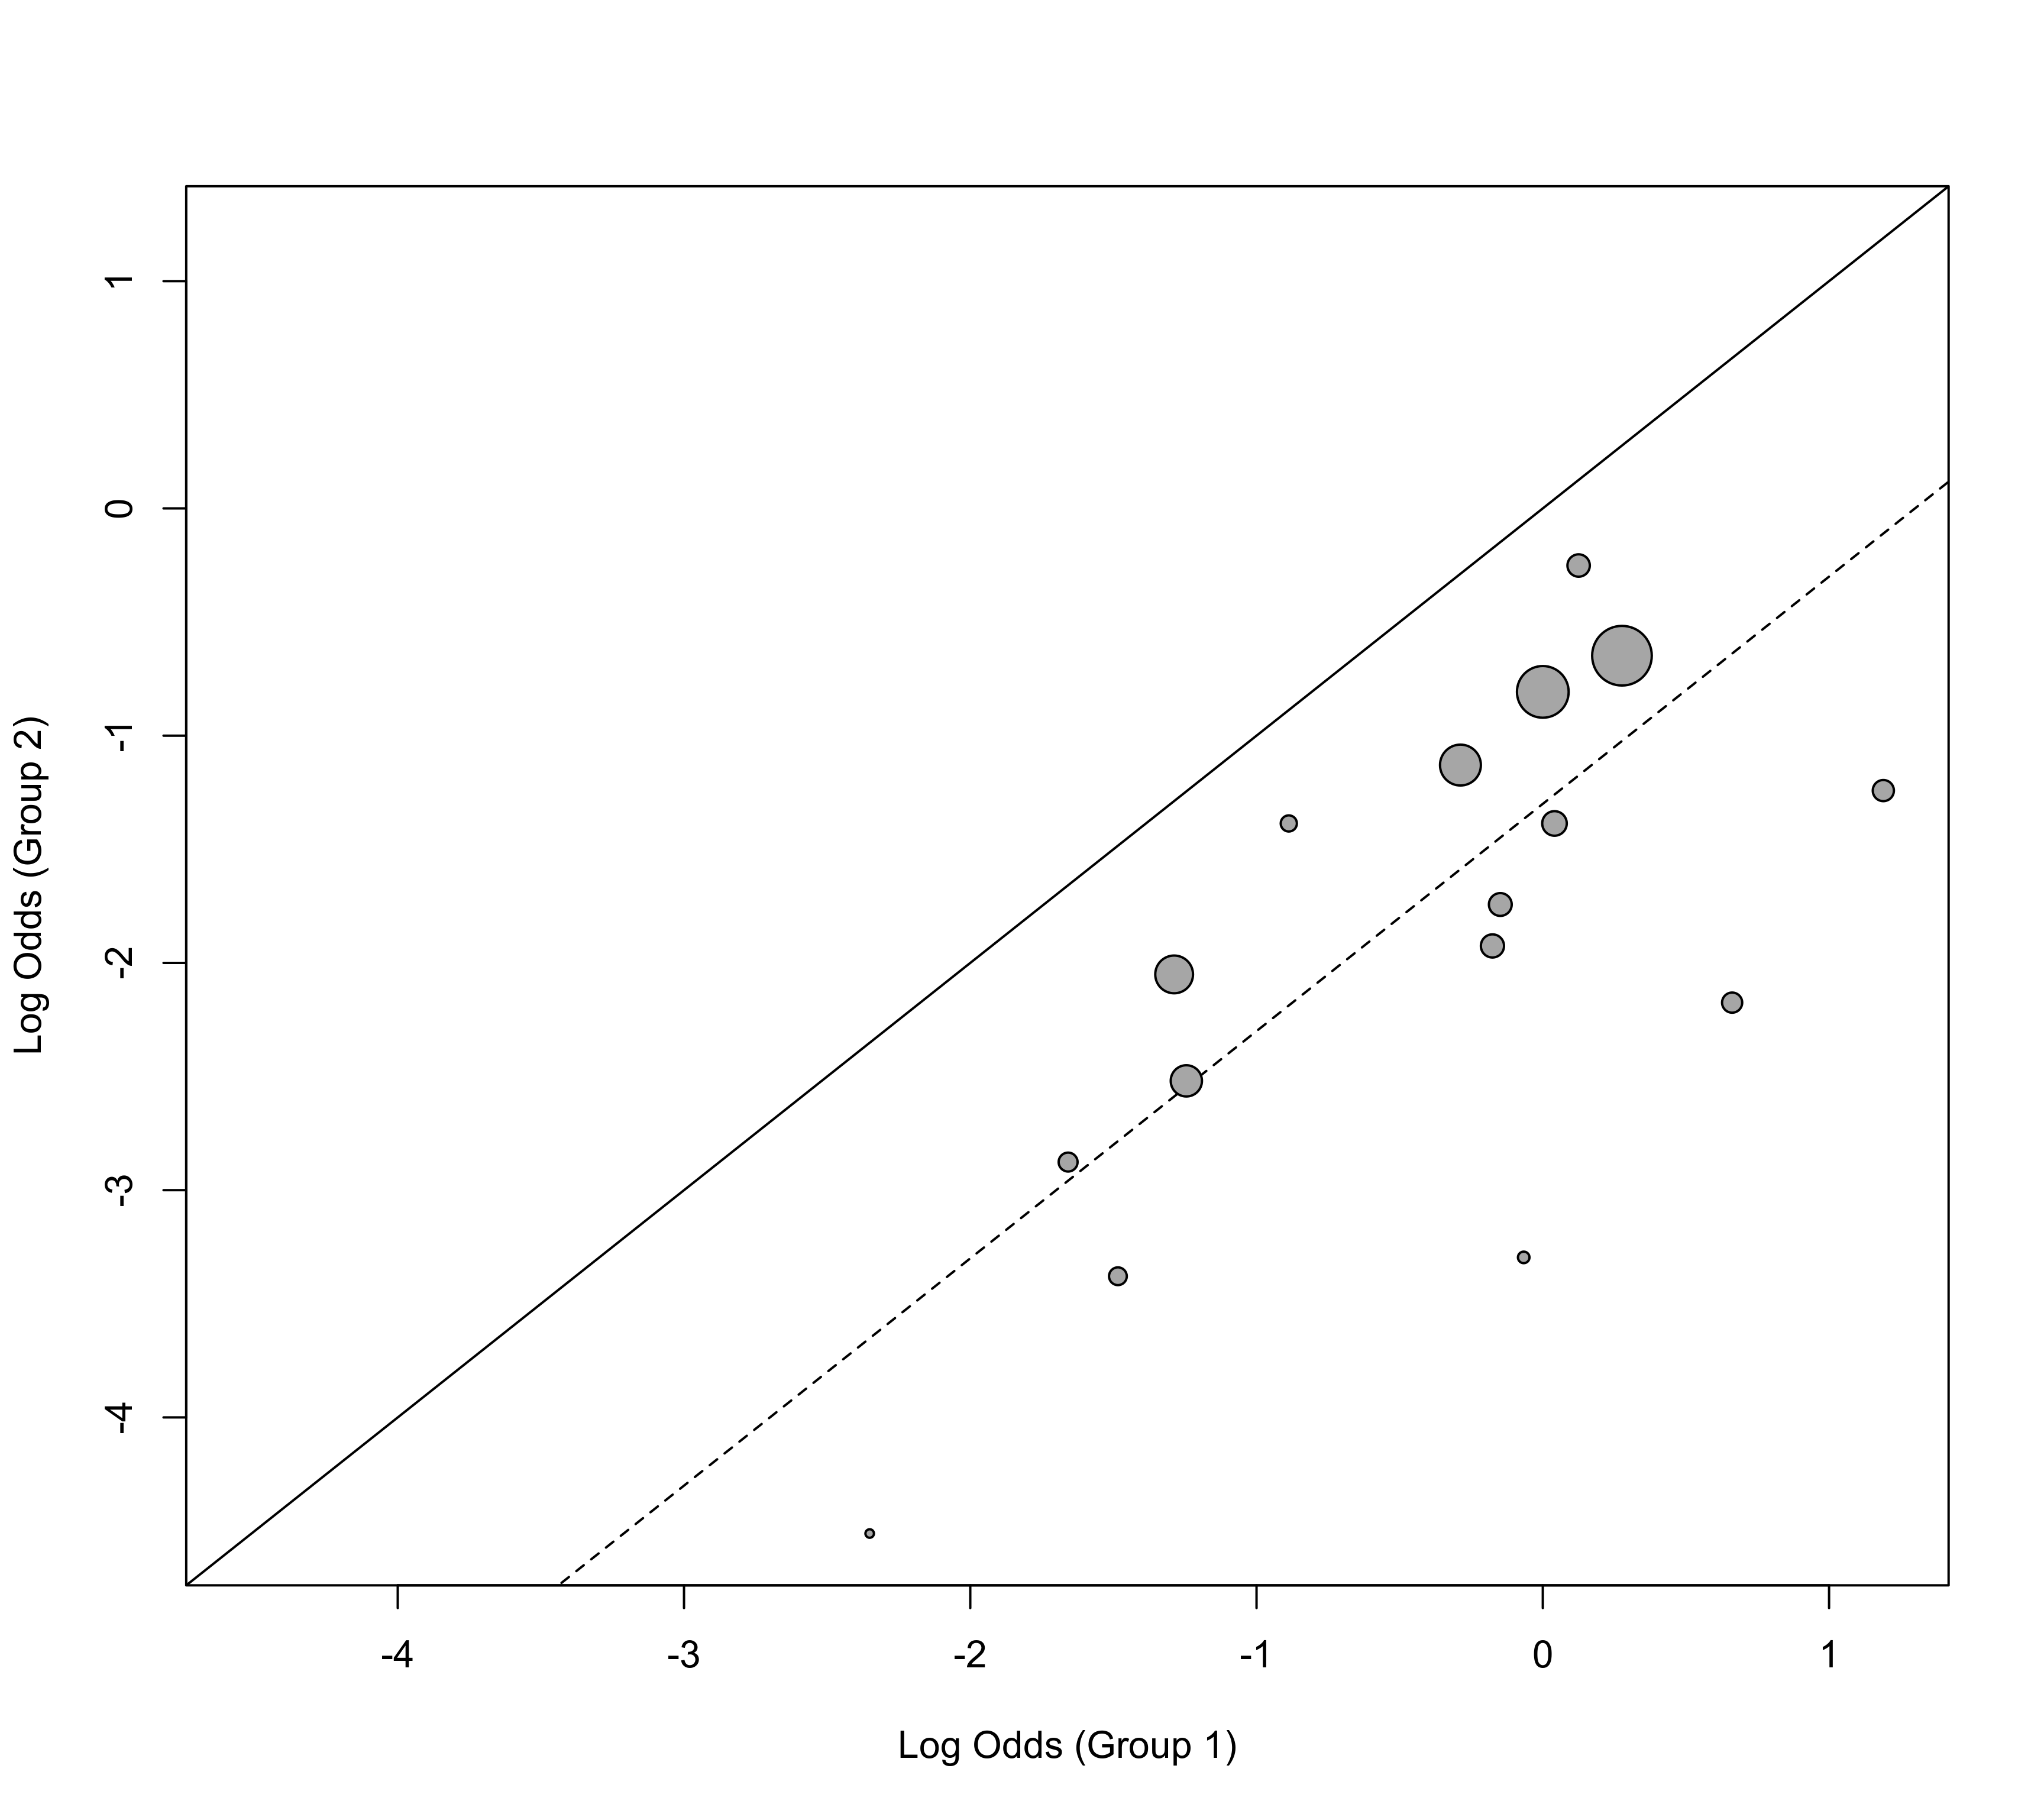 Log Odds (Group 2)
1
0
-1
-2
-3
-4
-4 -3 -2 -1 0 1
Log Odds (Group 1)